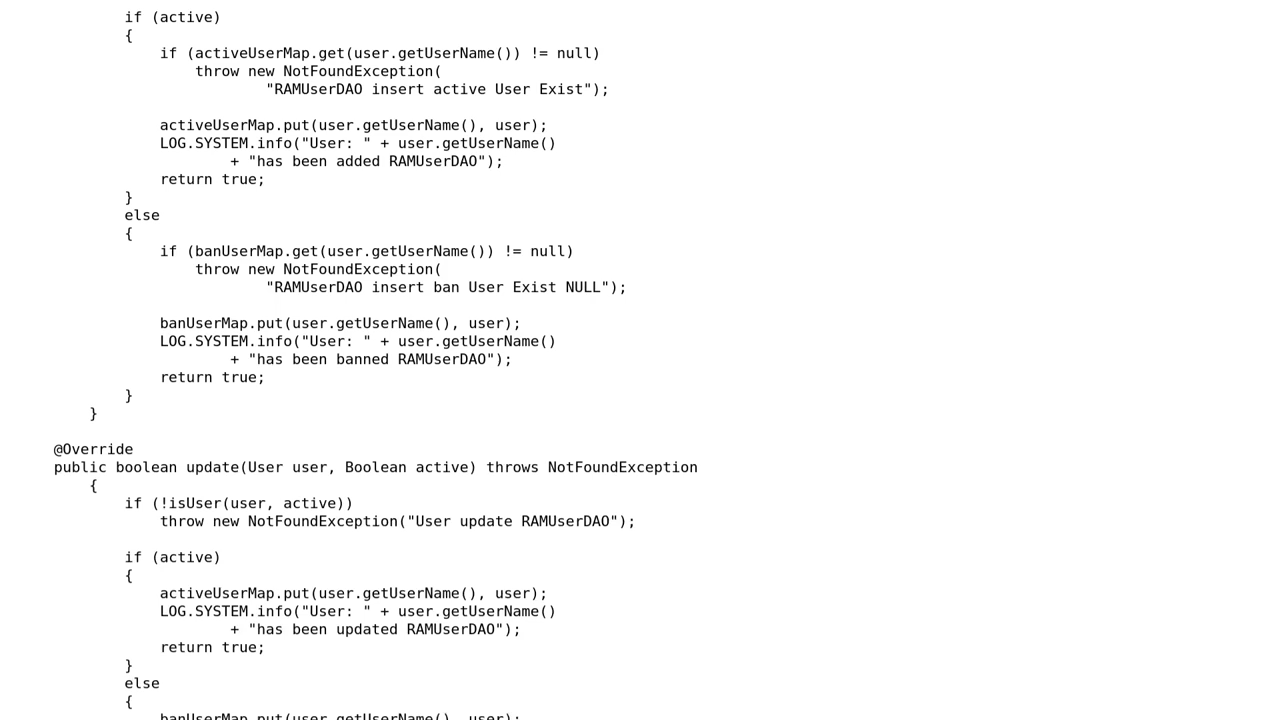 if (active)
{
if (activeUserMap.get(user.getUserName()) != null)
throw new NotFoundException(
"RAMUserDAO insert active User Exist");
activeUserMap.put(user.getUserName(), user);
LOG.SYSTEM.info("User: " + user.getUserName()
+ "has been added RAMUserDAO");
return true;
}
else
{
if (banUserMap.get(user.getUserName()) != null)
throw new NotFoundException(
"RAMUserDAO insert ban User Exist NULL");
banUserMap.put(user.getUserName(), user);
LOG.SYSTEM.info("User: " + user.getUserName()
+ "has been banned RAMUserDAO");
return true;
}
}
@Override
public boolean update(User user, Boolean active) throws NotFoundException
{
if (!isUser(user, active))
throw new NotFoundException("User update RAMUserDAO");
if (active)
{
activeUserMap.put(user.getUserName(), user);
LOG.SYSTEM.info("User: " + user.getUserName()
+ "has been updated RAMUserDAO");
return true;
}
else
{
banUserMap.put(user.getUserName(), user);